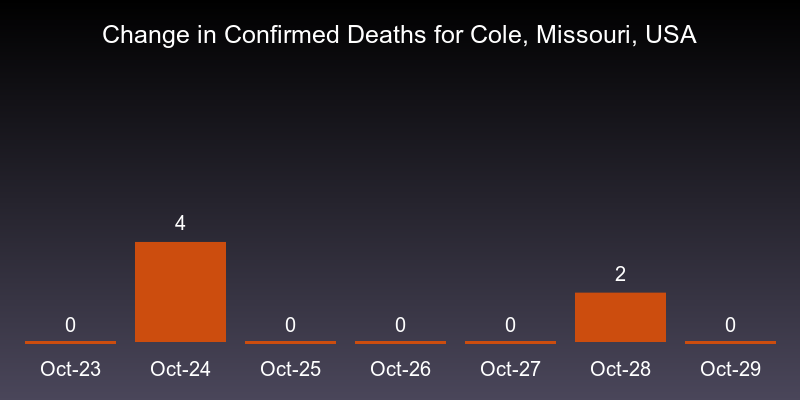 Change in Confirmed Deaths for Cole, Missouri, USA
0
4
0
0
0
2
0
Oct-23
Oct-24
Oct-25
Oct-26
Oct-27
Oct-28
Oct-29